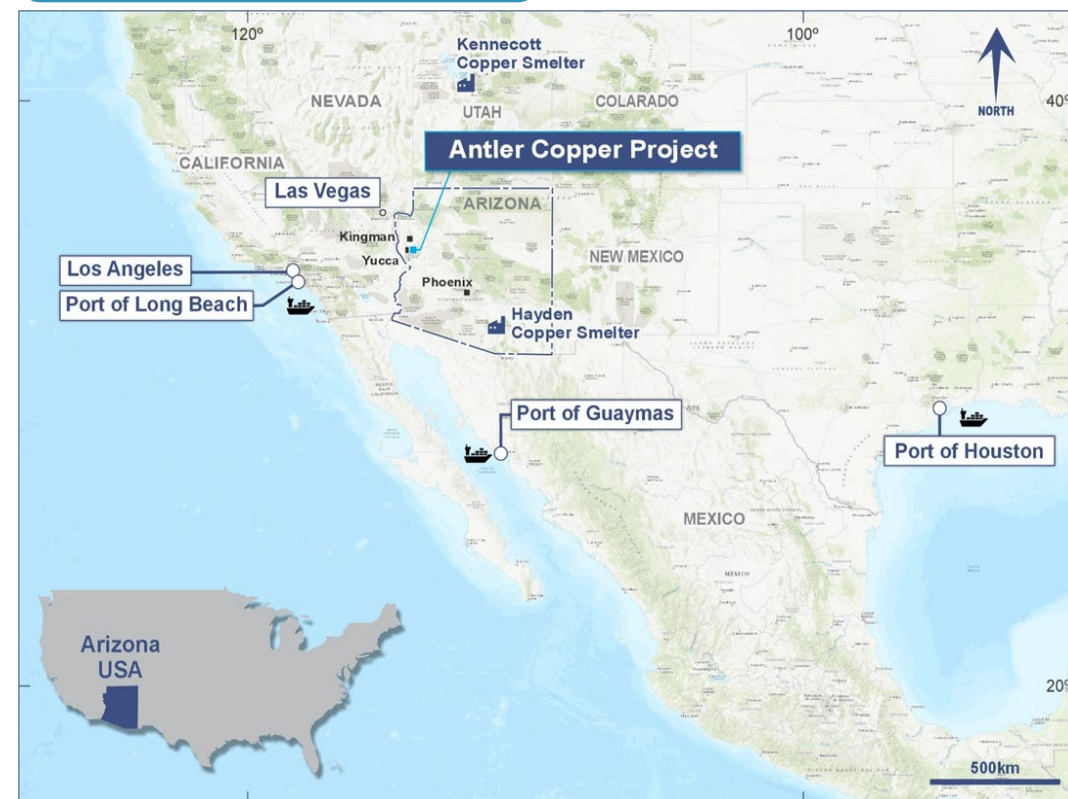 120º
100º
Kennecott
Copper Smelter
NORTH
40º
NEVADA
UTAH
COLORADO
CALIFORNIA
Antler Copper Project
Las Vegas
ARIZONA
Kingman
Yucca
NEW MEXICO
Los Angeles
Port of Long Beach
Phoenix
Hayden
Copper Smelter
Port of Guaymas
Port of Houston
MEXICO
MEXICO
Arizona
USA
20º
500km